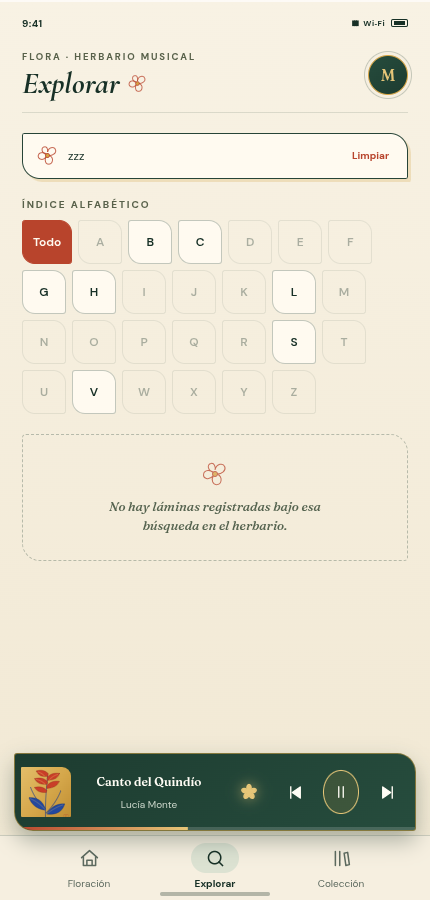 9:41
Wi-Fi
FLORA · HERBARIO MUSICAL
Explorar
M
zzz
Limpiar
ÍNDICE ALFABÉTICO
Todo A B C D E F
G H I J K L M
N O P Q R S T
U V W X Y Z
No hay láminas registradas bajo esa
búsqueda en el herbario.
Canto del Quindío
Lucía Monte
Floración Explorar Colección